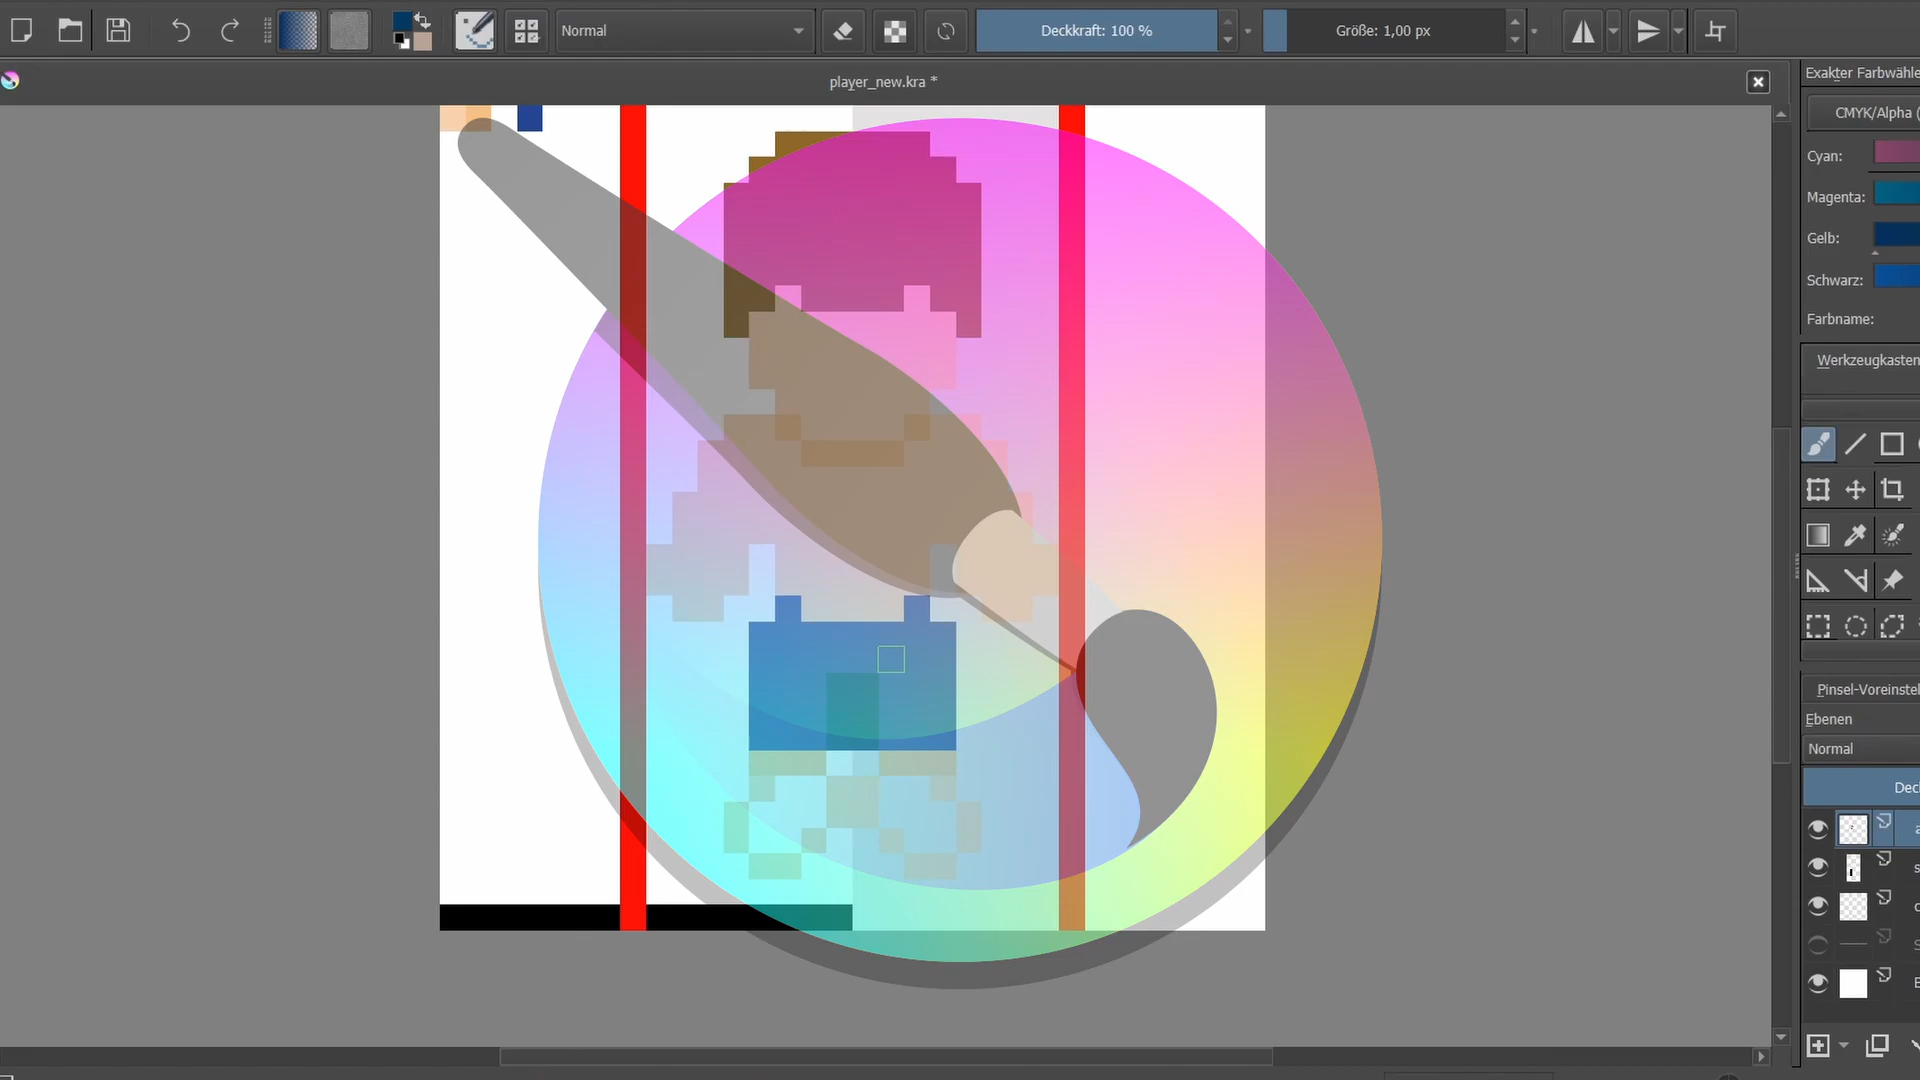 Normal
Deckkraft: 100 %
Größe: 1,00 px
player_new.kra *
Exakter Farbwähle
CMYK/Alpha (
Cyan:
Magenta:
Gelb:
Schwarz:
Farbname:
Werkzeugkasten
Pinsel-Voreinstel
Ebenen
Normal
Dec